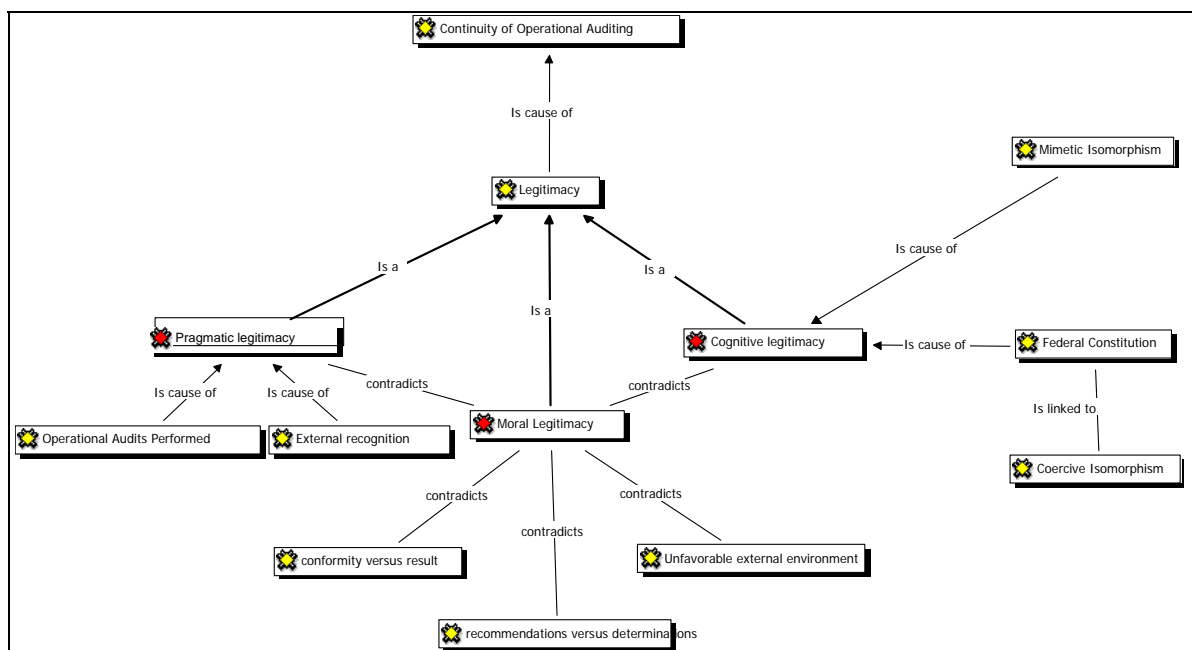 Continuity of Operational Auditing
Is cause of
Mimetic Isomorphism
Legitimacy
Is cause of
Is a
Is a
Is a
Pragmatic legitimacy
Cognitive legitimacy
Is cause of
Federal Constitution
contradicts
contradicts
Is cause of
Is cause of
Is linked to
Operational Audits Performed
External recognition
Moral Legitimacy
Coercive Isomorphism
contradicts
contradicts
contradicts
conformity versus result
Unfavorable external environment
recommendations versus determinations